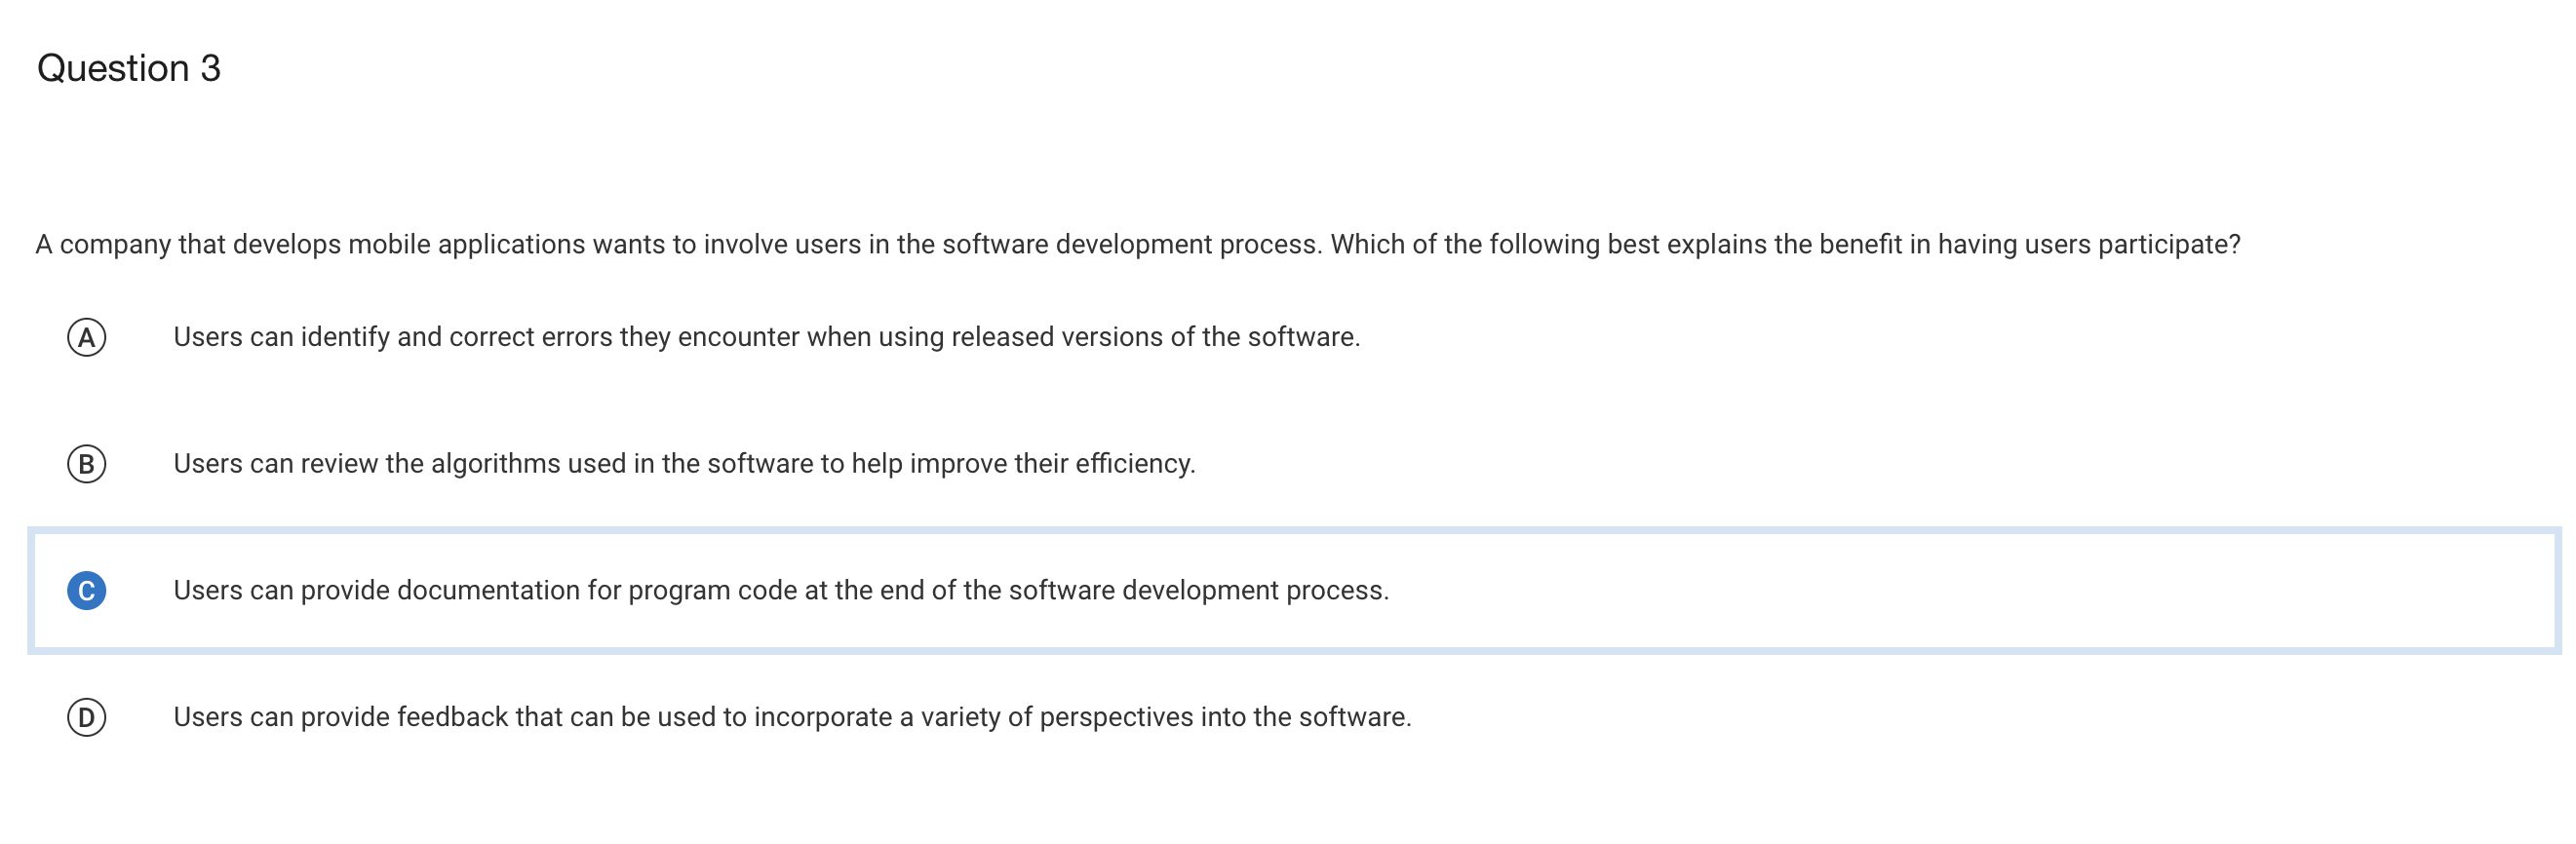 Question 3
A company that develops mobile applications wants to involve users in the software development process. Which of the following best explains the benefit in having users participate?
A Users can identify and correct errors they encounter when using released versions of the software.
B Users can review the algorithms used in the software to help improve their efficiency.
C Users can provide documentation for program code at the end of the software development process.
D Users can provide feedback that can be used to incorporate a variety of perspectives into the software.